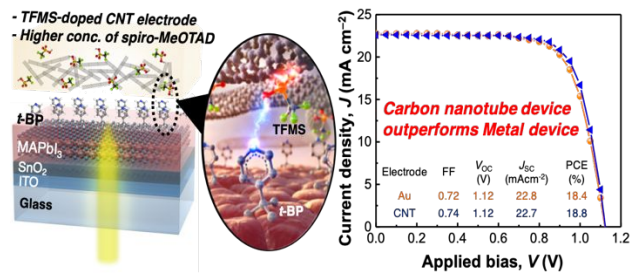 - TFMS-doped CNT electrode
- Higher conc. of spiro-MeOTAD
t-BP
MAPbI3
SnO2
ITO
Glass
TFMS
t-BP
Current density, J (mA cm−2)
25
20
15
10
5
0
Carbon nanotube device
outperforms Metal device
Electrode FF VOC (V) JSC (mAcm-2) PCE (%)
Au 0.72 1.12 22.8 18.4
CNT 0.74 1.12 22.7 18.8
0.0 0.2 0.4 0.6 0.8 1.0 1.2
Applied bias, V (V)